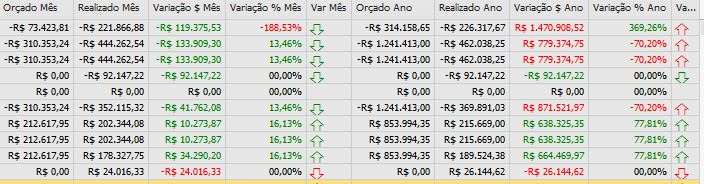 Orçado Mês Realizado Mês Variação $ Mês Variação % Mês Var Mês Orçado Ano Realizado Ano Variação $ Ano Variação % Ano Va...
-R$ 73.423,81 -R$ 221.866,88 -R$ 119.375,53 -188,53% -R$ 314.158,65 -R$ 226.317,67 R$ 1.470.908,52 369,26%
-R$ 310.353,24 -R$ 444.262,54 -R$ 133.909,30 13,46% -R$ 1.241.413,00 -R$ 462.038,25 R$ 779.374,75 -70,20%
-R$ 310.353,24 -R$ 444.262,54 -R$ 133.909,30 13,46% -R$ 1.241.413,00 -R$ 462.038,25 R$ 779.374,75 -70,20%
R$ 0,00 -R$ 92.147,22 -R$ 92.147,22 00,00% R$ 0,00 -R$ 92.147,22 -R$ 92.147,22 00,00%
R$ 0,00 R$ 0,00 R$ 0,00 00,00% R$ 0,00 R$ 0,00 R$ 0,00 00,00%
-R$ 310.353,24 -R$ 352.115,32 -R$ 41.762,08 13,46% -R$ 1.241.413,00 -R$ 369.891,03 R$ 871.521,97 -70,20%
R$ 212.617,95 R$ 202.344,08 R$ 10.273,87 16,13% R$ 853.994,35 R$ 215.669,00 R$ 638.325,35 77,81%
R$ 212.617,95 R$ 202.344,08 R$ 10.273,87 16,13% R$ 853.994,35 R$ 215.669,00 R$ 638.325,35 77,81%
R$ 212.617,95 R$ 178.327,75 R$ 34.290,20 16,13% R$ 853.994,35 R$ 189.524,38 R$ 664.469,97 77,81%
R$ 0,00 R$ 24.016,33 -R$ 24.016,33 00,00% R$ 0,00 R$ 26.144,62 -R$ 26.144,62 00,00%